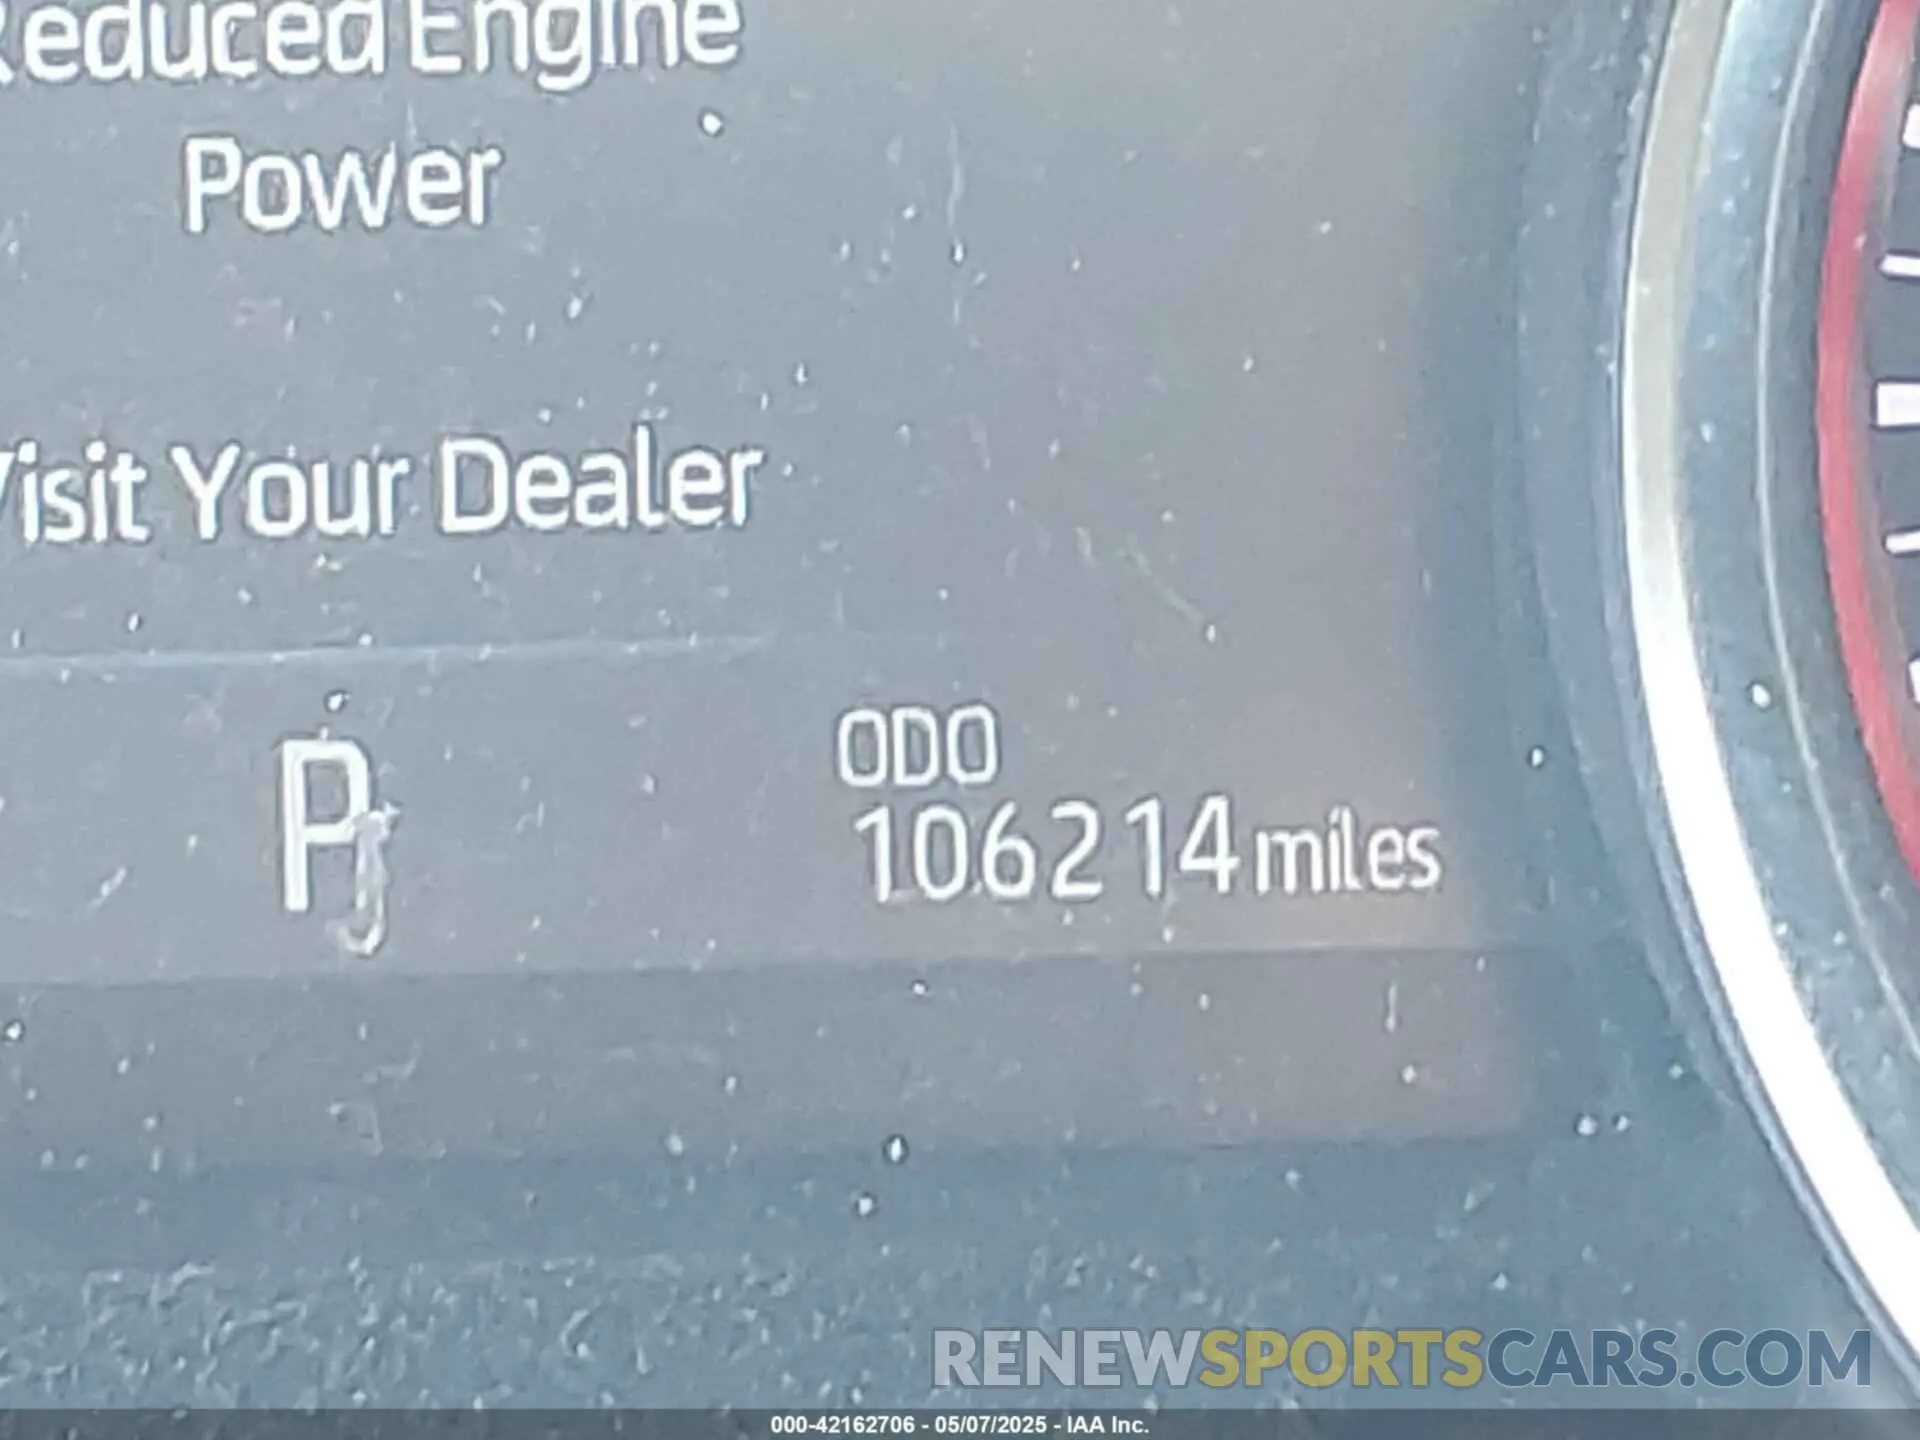 Reduced Engine
Power
Visit Your Dealer
P
ODO
106214 miles
RENEWSPORTSCARS.COM
000-42162706 - 05/07/2025 - IAA Inc.